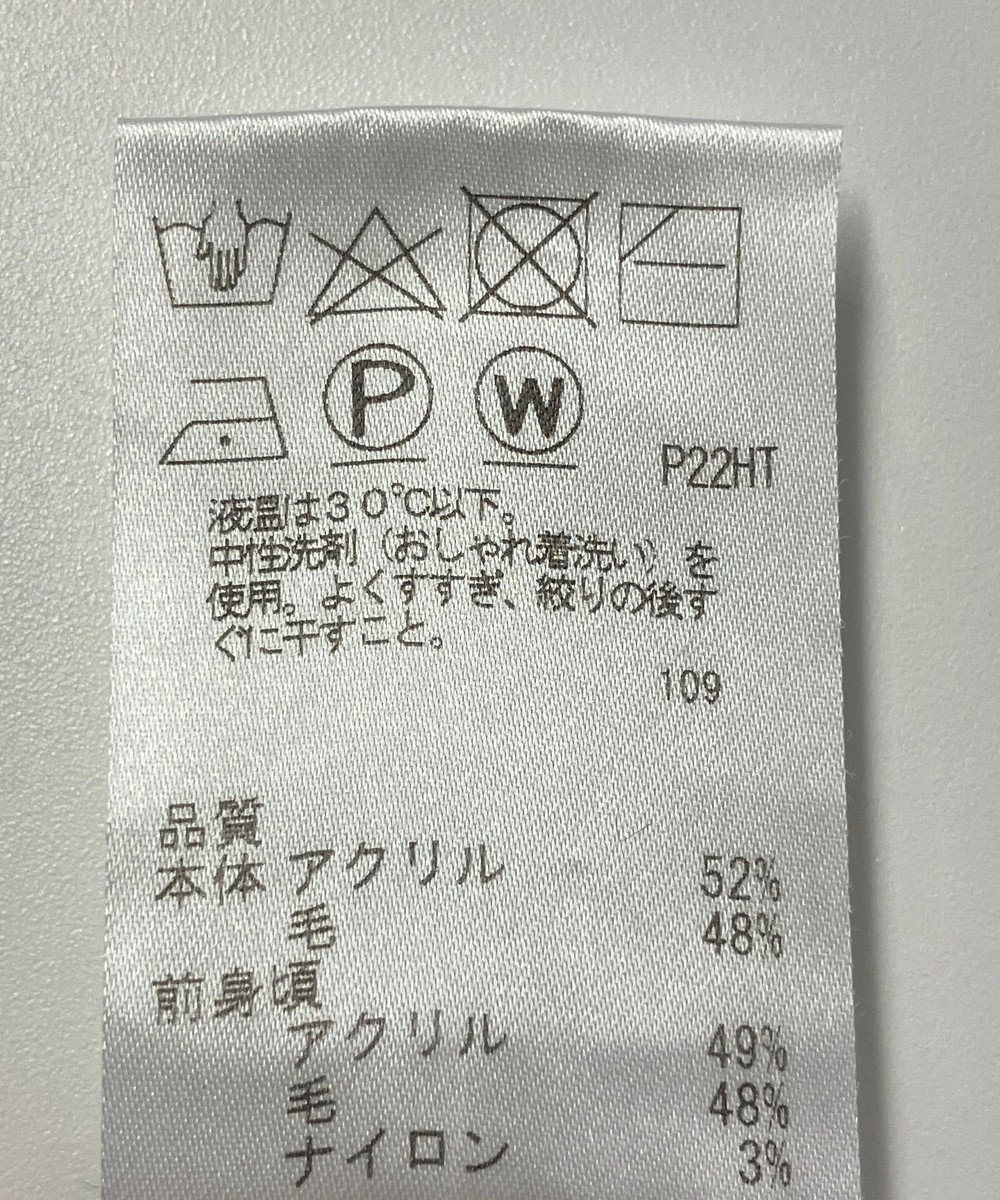 P
W
P22HT
液温は30℃以下。
中性洗剤(おしゃれ着洗い)を
使用。よくすすぎ、絞りの後す
ぐに干すこと。
109
品質
本体 アクリル 52%
毛 48%
前身頃
アクリル 49%
毛 48%
ナイロン 3%